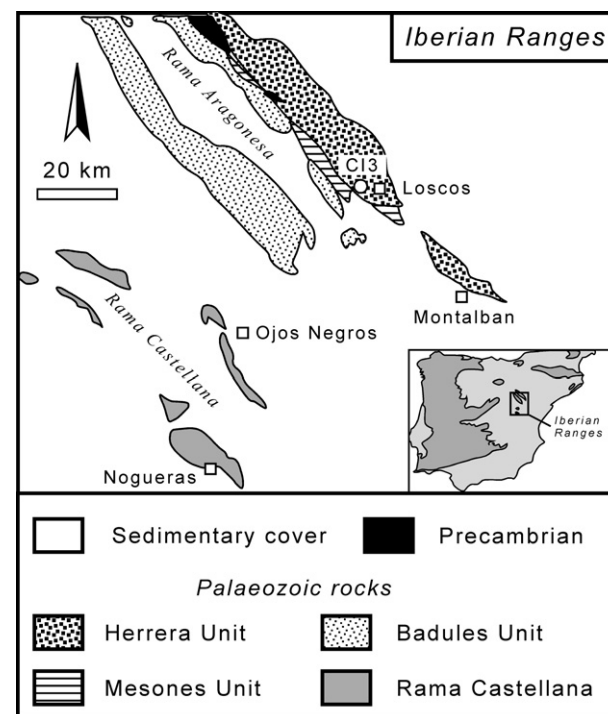 Iberian Ranges
Rama Aragonesa
20 km
CI3
Loscos
Montalban
Rama Castellana
Ojos Negros
Nogueras
Iberian
Ranges
Sedimentary cover
Precambrian
Palaeozoic rocks
Herrera Unit
Badules Unit
Mesones Unit
Rama Castellana